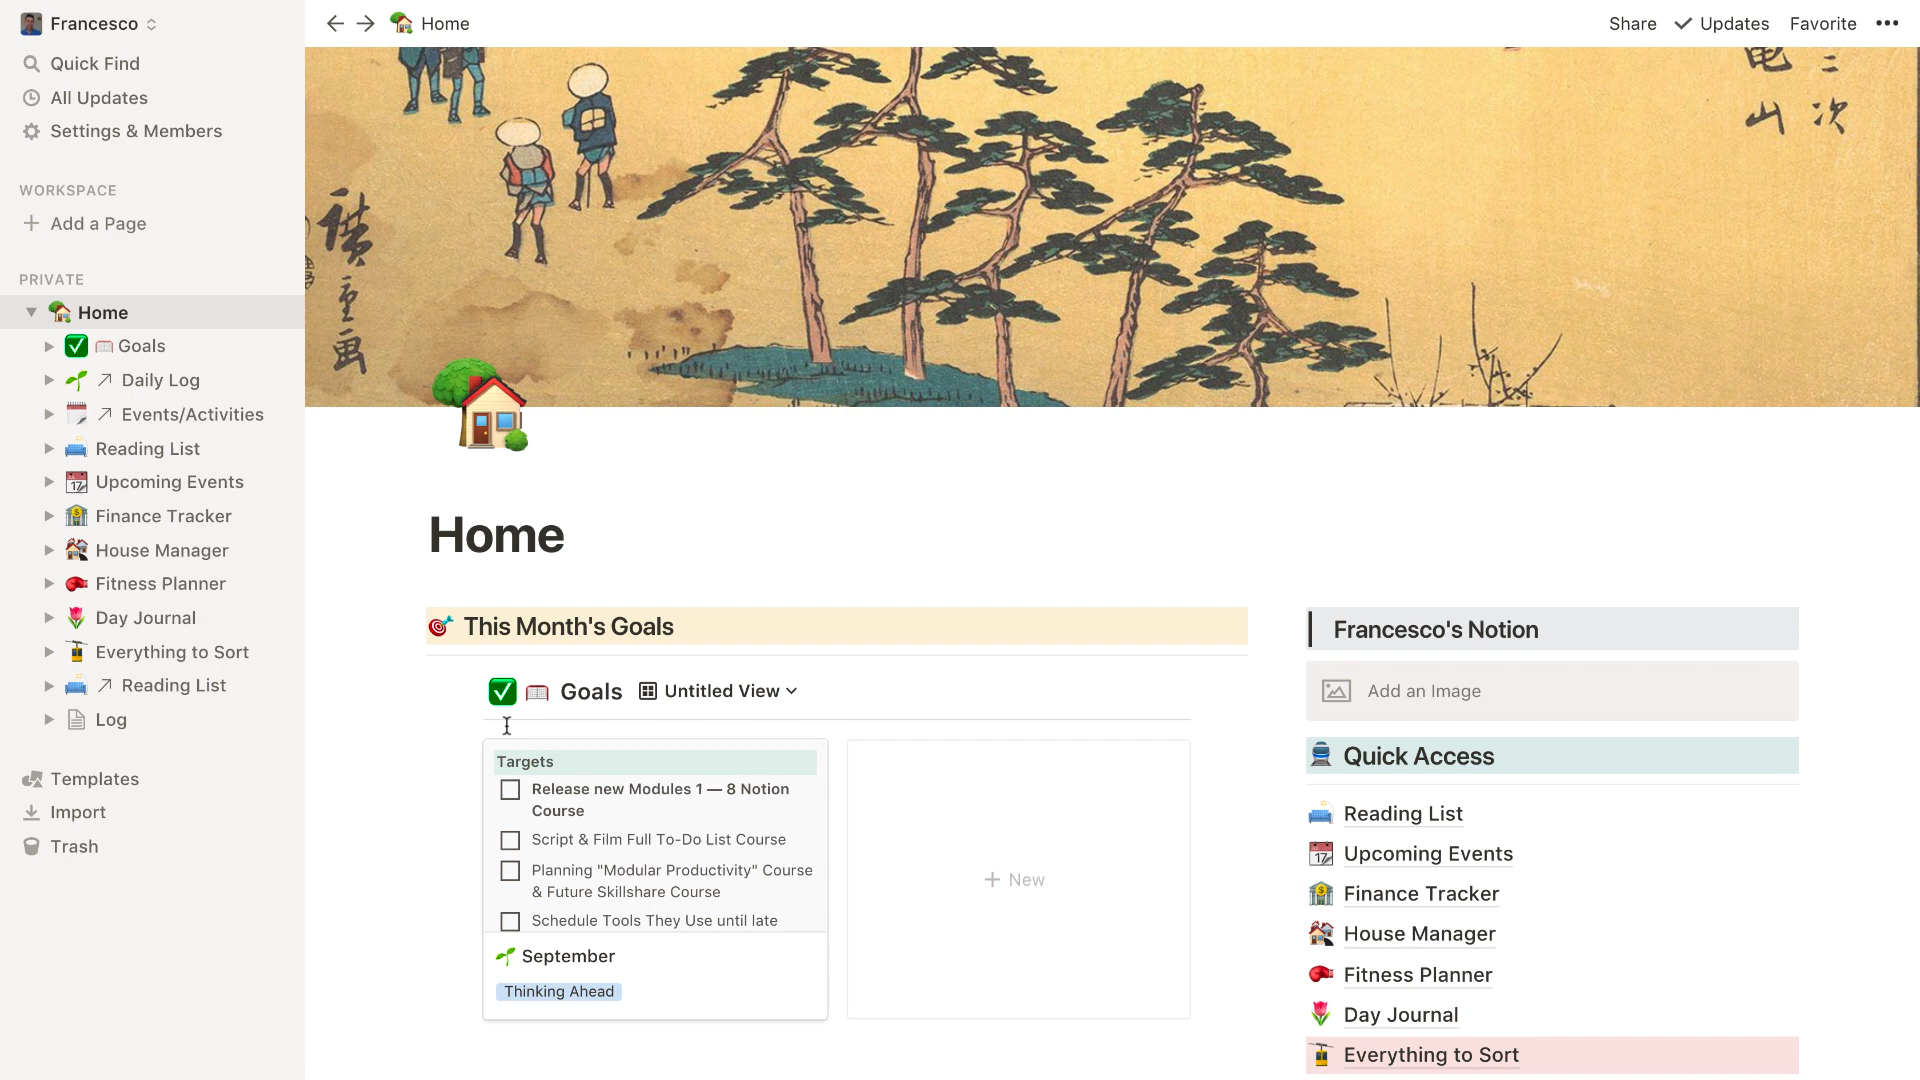 Francesco
Quick Find
All Updates
Settings & Members
WORKSPACE
Add a Page
PRIVATE
Home
Goals
Daily Log
Events/Activities
Reading List
Upcoming Events
Finance Tracker
House Manager
Fitness Planner
Day Journal
Everything to Sort
Reading List
Log
Templates
Import
Trash
Home
Share
Updates
Favorite
二次
山
重
画
Home
This Month's Goals
Goals
Untitled View
Targets
Release new Modules 1 — 8 Notion
Course
Script & Film Full To-Do List Course
Planning "Modular Productivity" Course
& Future Skillshare Course
Schedule Tools They Use until late
September
Thinking Ahead
New
Francesco's Notion
Add an Image
Quick Access
Reading List
Upcoming Events
Finance Tracker
House Manager
Fitness Planner
Day Journal
Everything to Sort